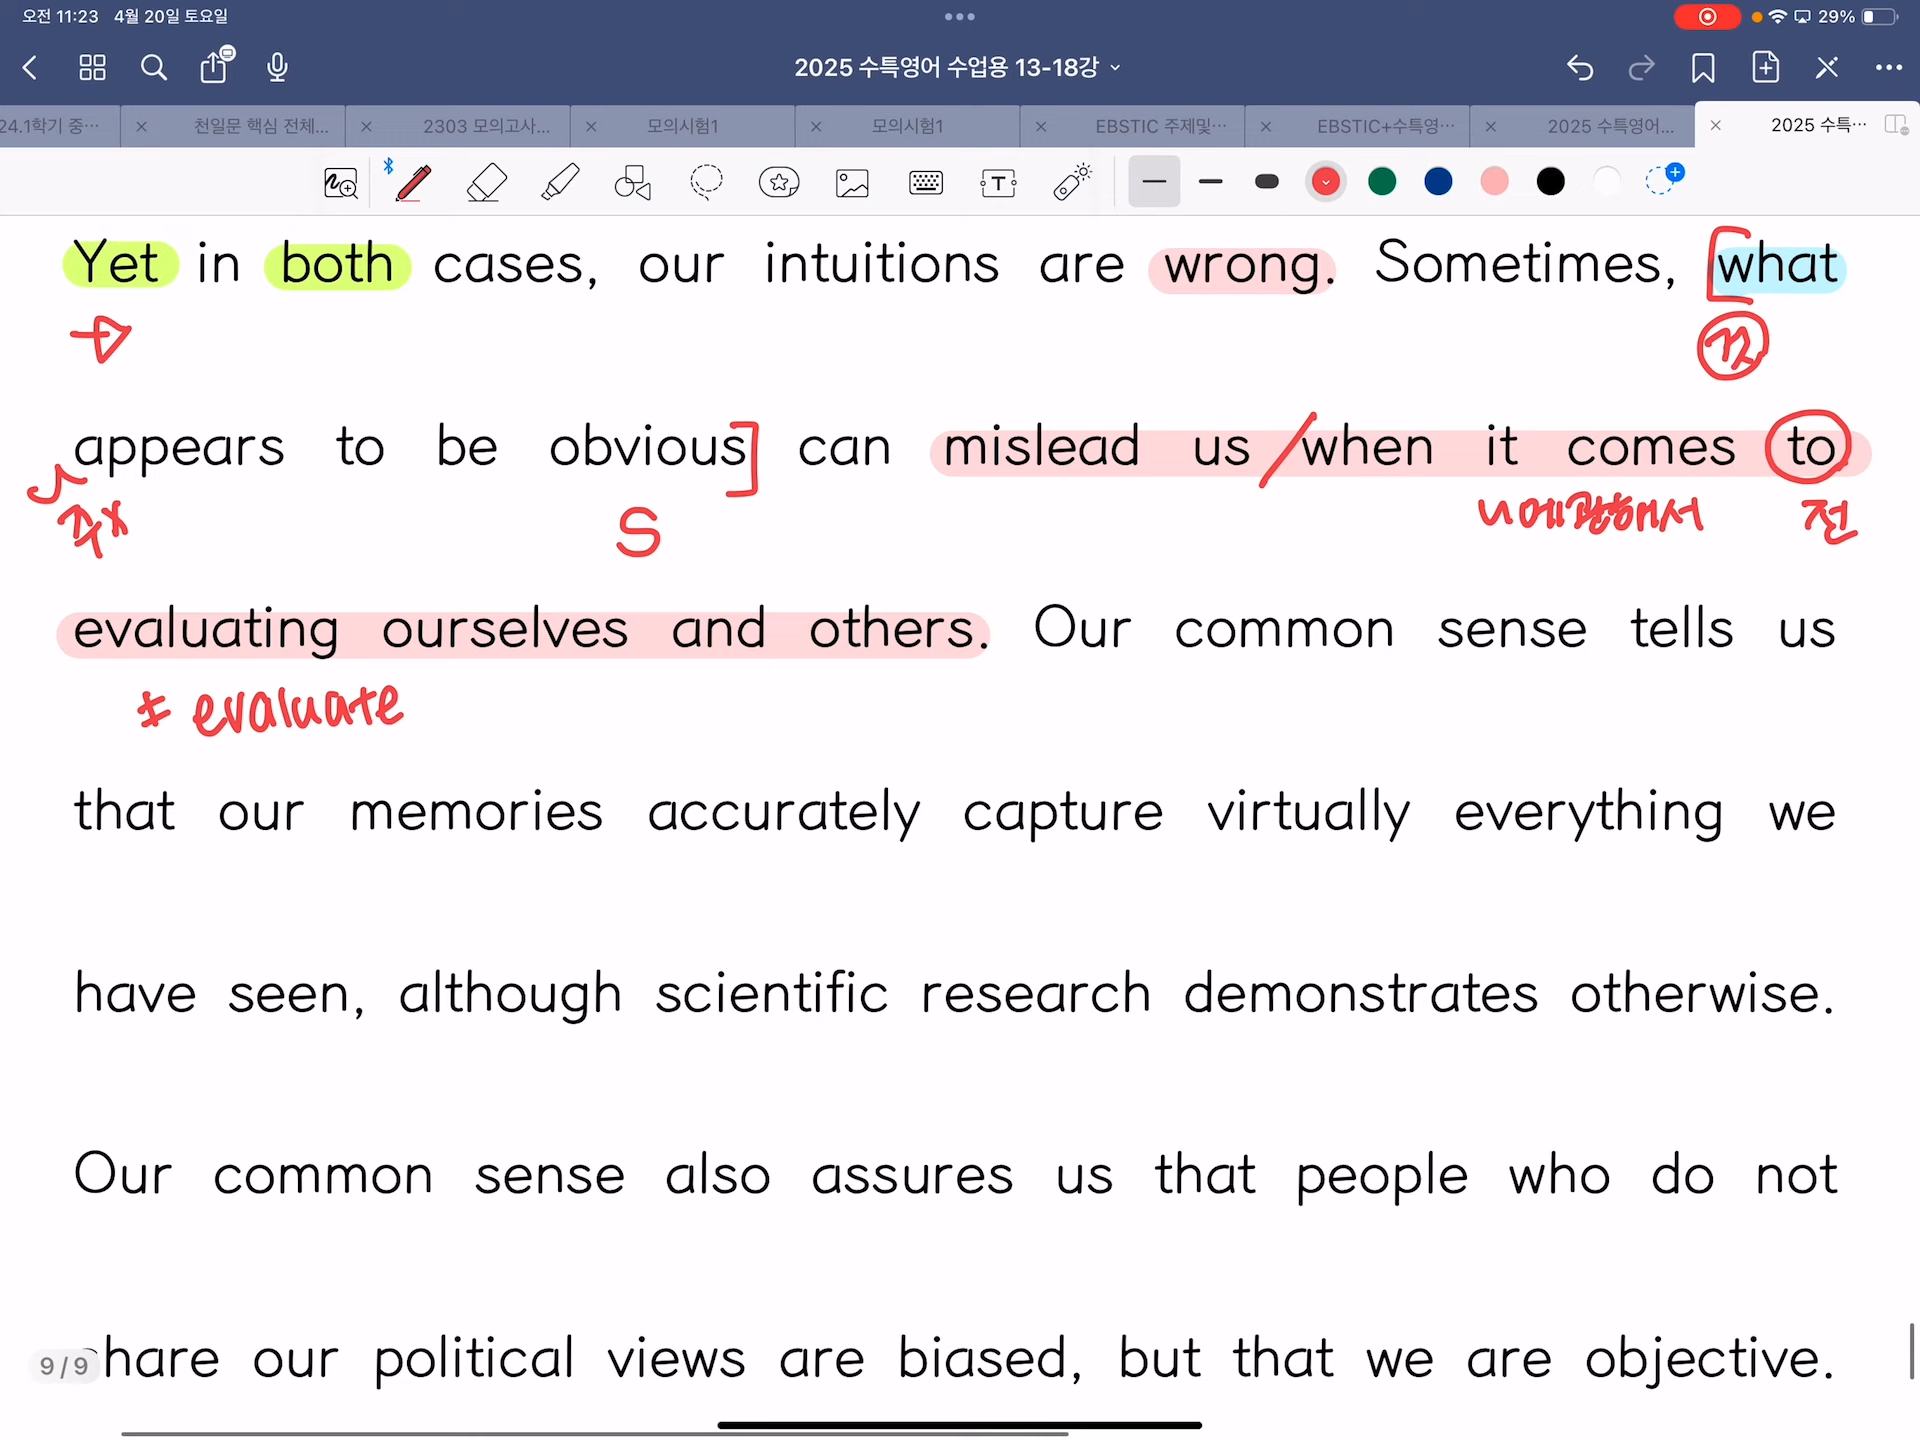 오전 11:23 4월 20일 토요일
29%
2025 수특영어 수업용 13-18강
24.1학기 중…
천일문 핵심 전체...
2303 모의고사...
모의시험1
모의시험1
EBSTIC 주제및…
EBSTIC+수특영…
2025 수특영어...
2025 수특…
Yet in both cases, our intuitions are wrong. Sometimes, [what
것
appears to be obvious] can mislead us / when it comes to
주x S ~에관해서 전
evaluating ourselves and others. Our common sense tells us
≠ evaluate
that our memories accurately capture virtually everything we
have seen, although scientific research demonstrates otherwise.
Our common sense also assures us that people who do not
share our political views are biased, but that we are objective.
9/9